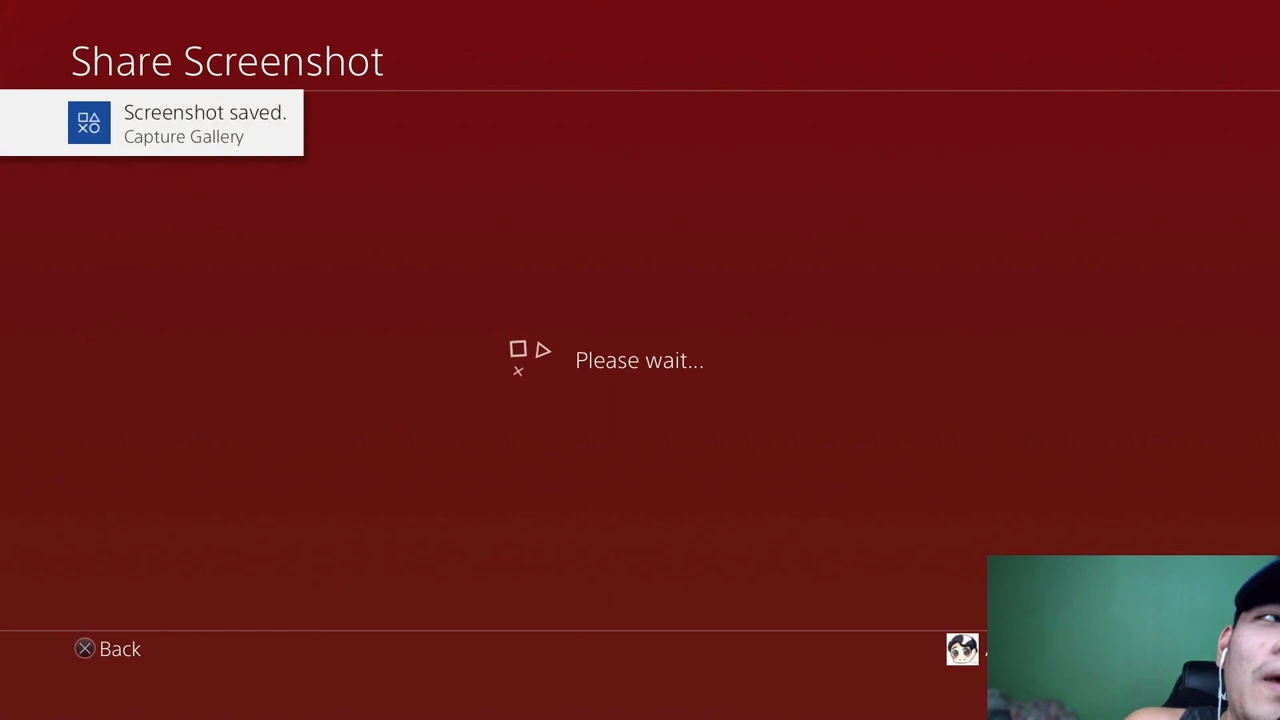 Share Screenshot
Screenshot saved.
Capture Gallery
Please wait...
Back